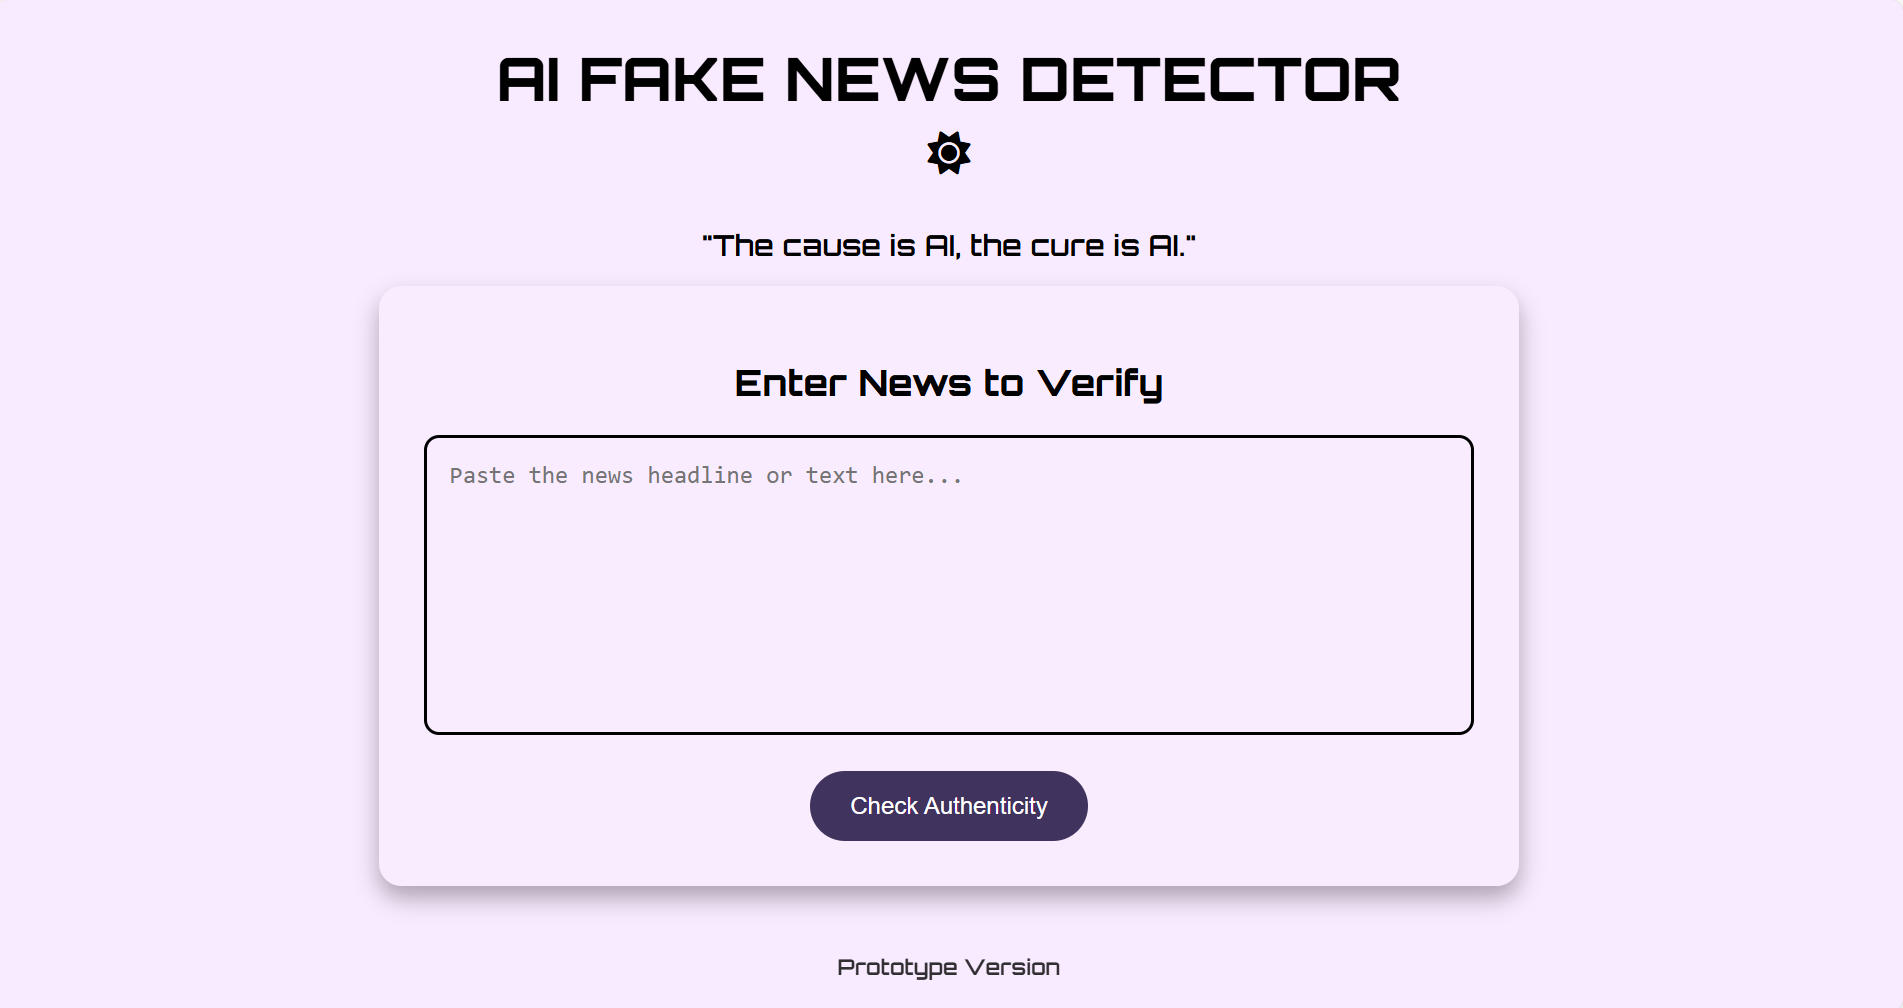 AI FAKE NEWS DETECTOR
"The cause is AI, the cure is AI."
Enter News to Verify
Paste the news headline or text here...
Check Authenticity
Prototype Version